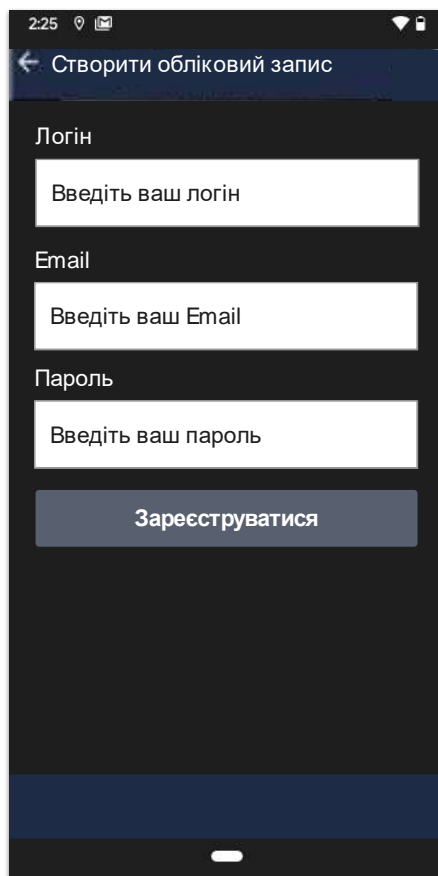 2:25
Створити обліковий запис
Логін
Введіть ваш логін
Email
Введіть ваш Email
Пароль
Введіть ваш пароль
Зареєструватися